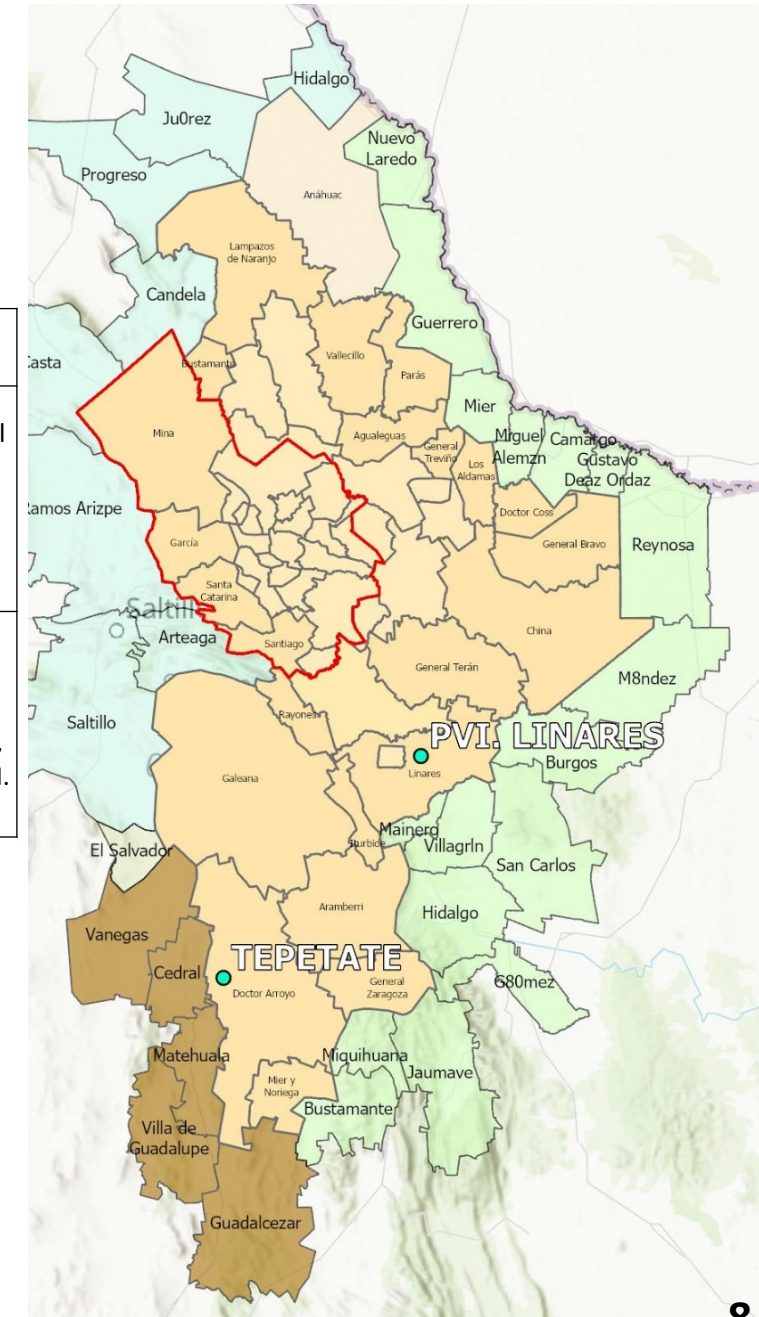 Hidalgo
Ju0rez
Nuevo
Laredo
Progreso
Anáhuac
Lampazos
de Naranjo
Candela
Guerrero
Casta
Bustamante
Vallecillo
Parás
Mier
Mina
Agualeguas
General
Treviño
Miguel
Alemzn
Camargo
Gustavo
Deaz Ordaz
Los
Aldamas
Ramos Arizpe
Doctor Coss
García
General Bravo
Reynosa
Santa
Catarina
Saltill
Arteaga
Santiago
China
General Terán
M8ndez
Rayones
Saltillo
PVI. LINARES
Galeana
Linares
Burgos
Mainero
Iturbide
Villagrln
El Salvador
San Carlos
Aramberri
Hidalgo
Vanegas
TEPETATE
Cedral
Doctor Arroyo
General
Zaragoza
G80mez
Matehuala
Miquihuana
Jaumave
Mier y
Noriega
Bustamante
Villa de
Guadalupe
Guadalcezar
8